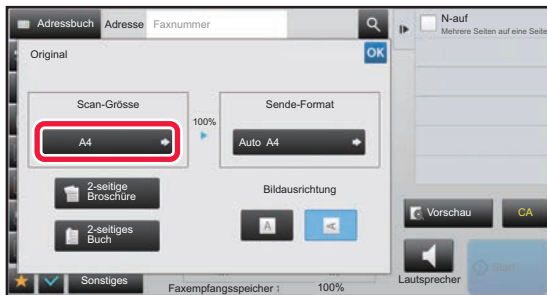 Adressbuch Adresse Faxnummer
N-auf
Mehrere Seiten auf eine Seite
Original
OK
Scan-Grösse
100%
Sende-Format
A4
Auto A4
2-seitige
Broschüre
Bildausrichtung
2-seitiges
Buch
A
A
Vorschau
CA
Sonstiges
Faxempfangsspeicher : 100%
Lautsprecher
Start